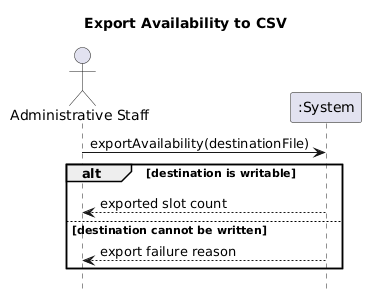 Export Availability to CSV
Administrative Staff
:System
exportAvailability(destinationFile)
alt [destination is writable]
exported slot count
[destination cannot be written]
export failure reason